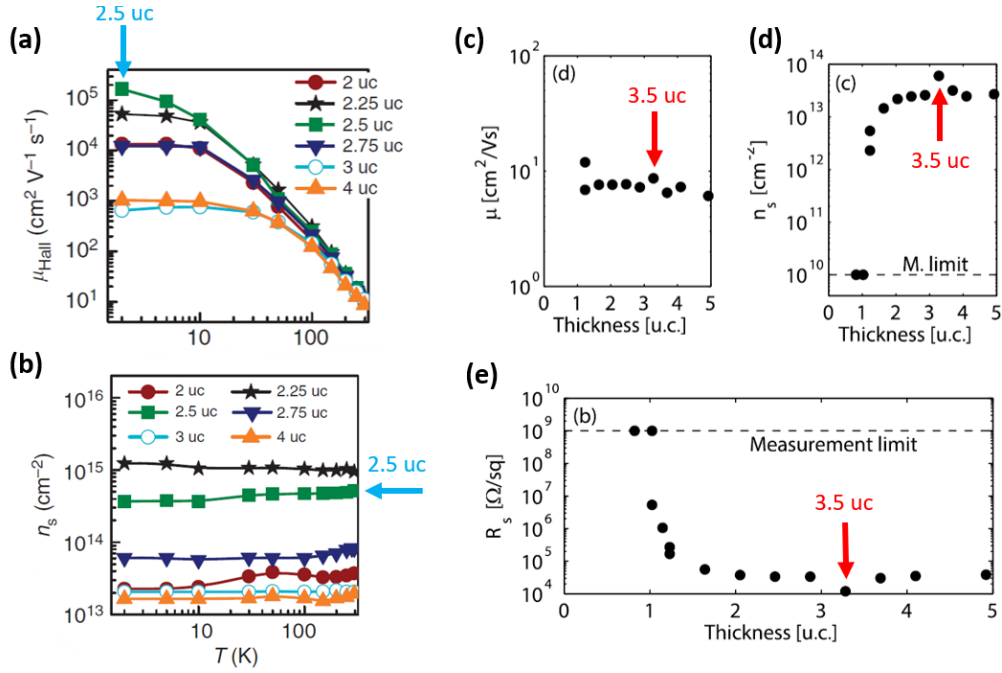 2.5 uc
(a)
2 uc
2.25 uc
2.5 uc
2.75 uc
3 uc
4 uc
μHall (cm² V⁻¹ s⁻¹)
10⁵
10⁴
10³
10²
10¹
10
100
(b)
2 uc
2.25 uc
2.5 uc
2.75 uc
3 uc
4 uc
2.5 uc
nₛ (cm⁻²)
10¹⁶
10¹⁵
10¹⁴
10¹³
10
100
T (K)
(c)
(d)
3.5 uc
μ [cm²/Vs]
10²
10¹
10⁰
0 1 2 3 4 5
Thickness [u.c.]
(d)
(c)
3.5 uc
M. limit
nₛ [cm⁻²]
10¹⁴
10¹³
10¹²
10¹¹
10¹⁰
0 1 2 3 4 5
Thickness [u.c.]
(e)
(b)
Measurement limit
3.5 uc
Rₛ [Ω/sq]
10¹⁰
10⁹
10⁸
10⁷
10⁶
10⁵
10⁴
0 1 2 3 4 5
Thickness [u.c.]